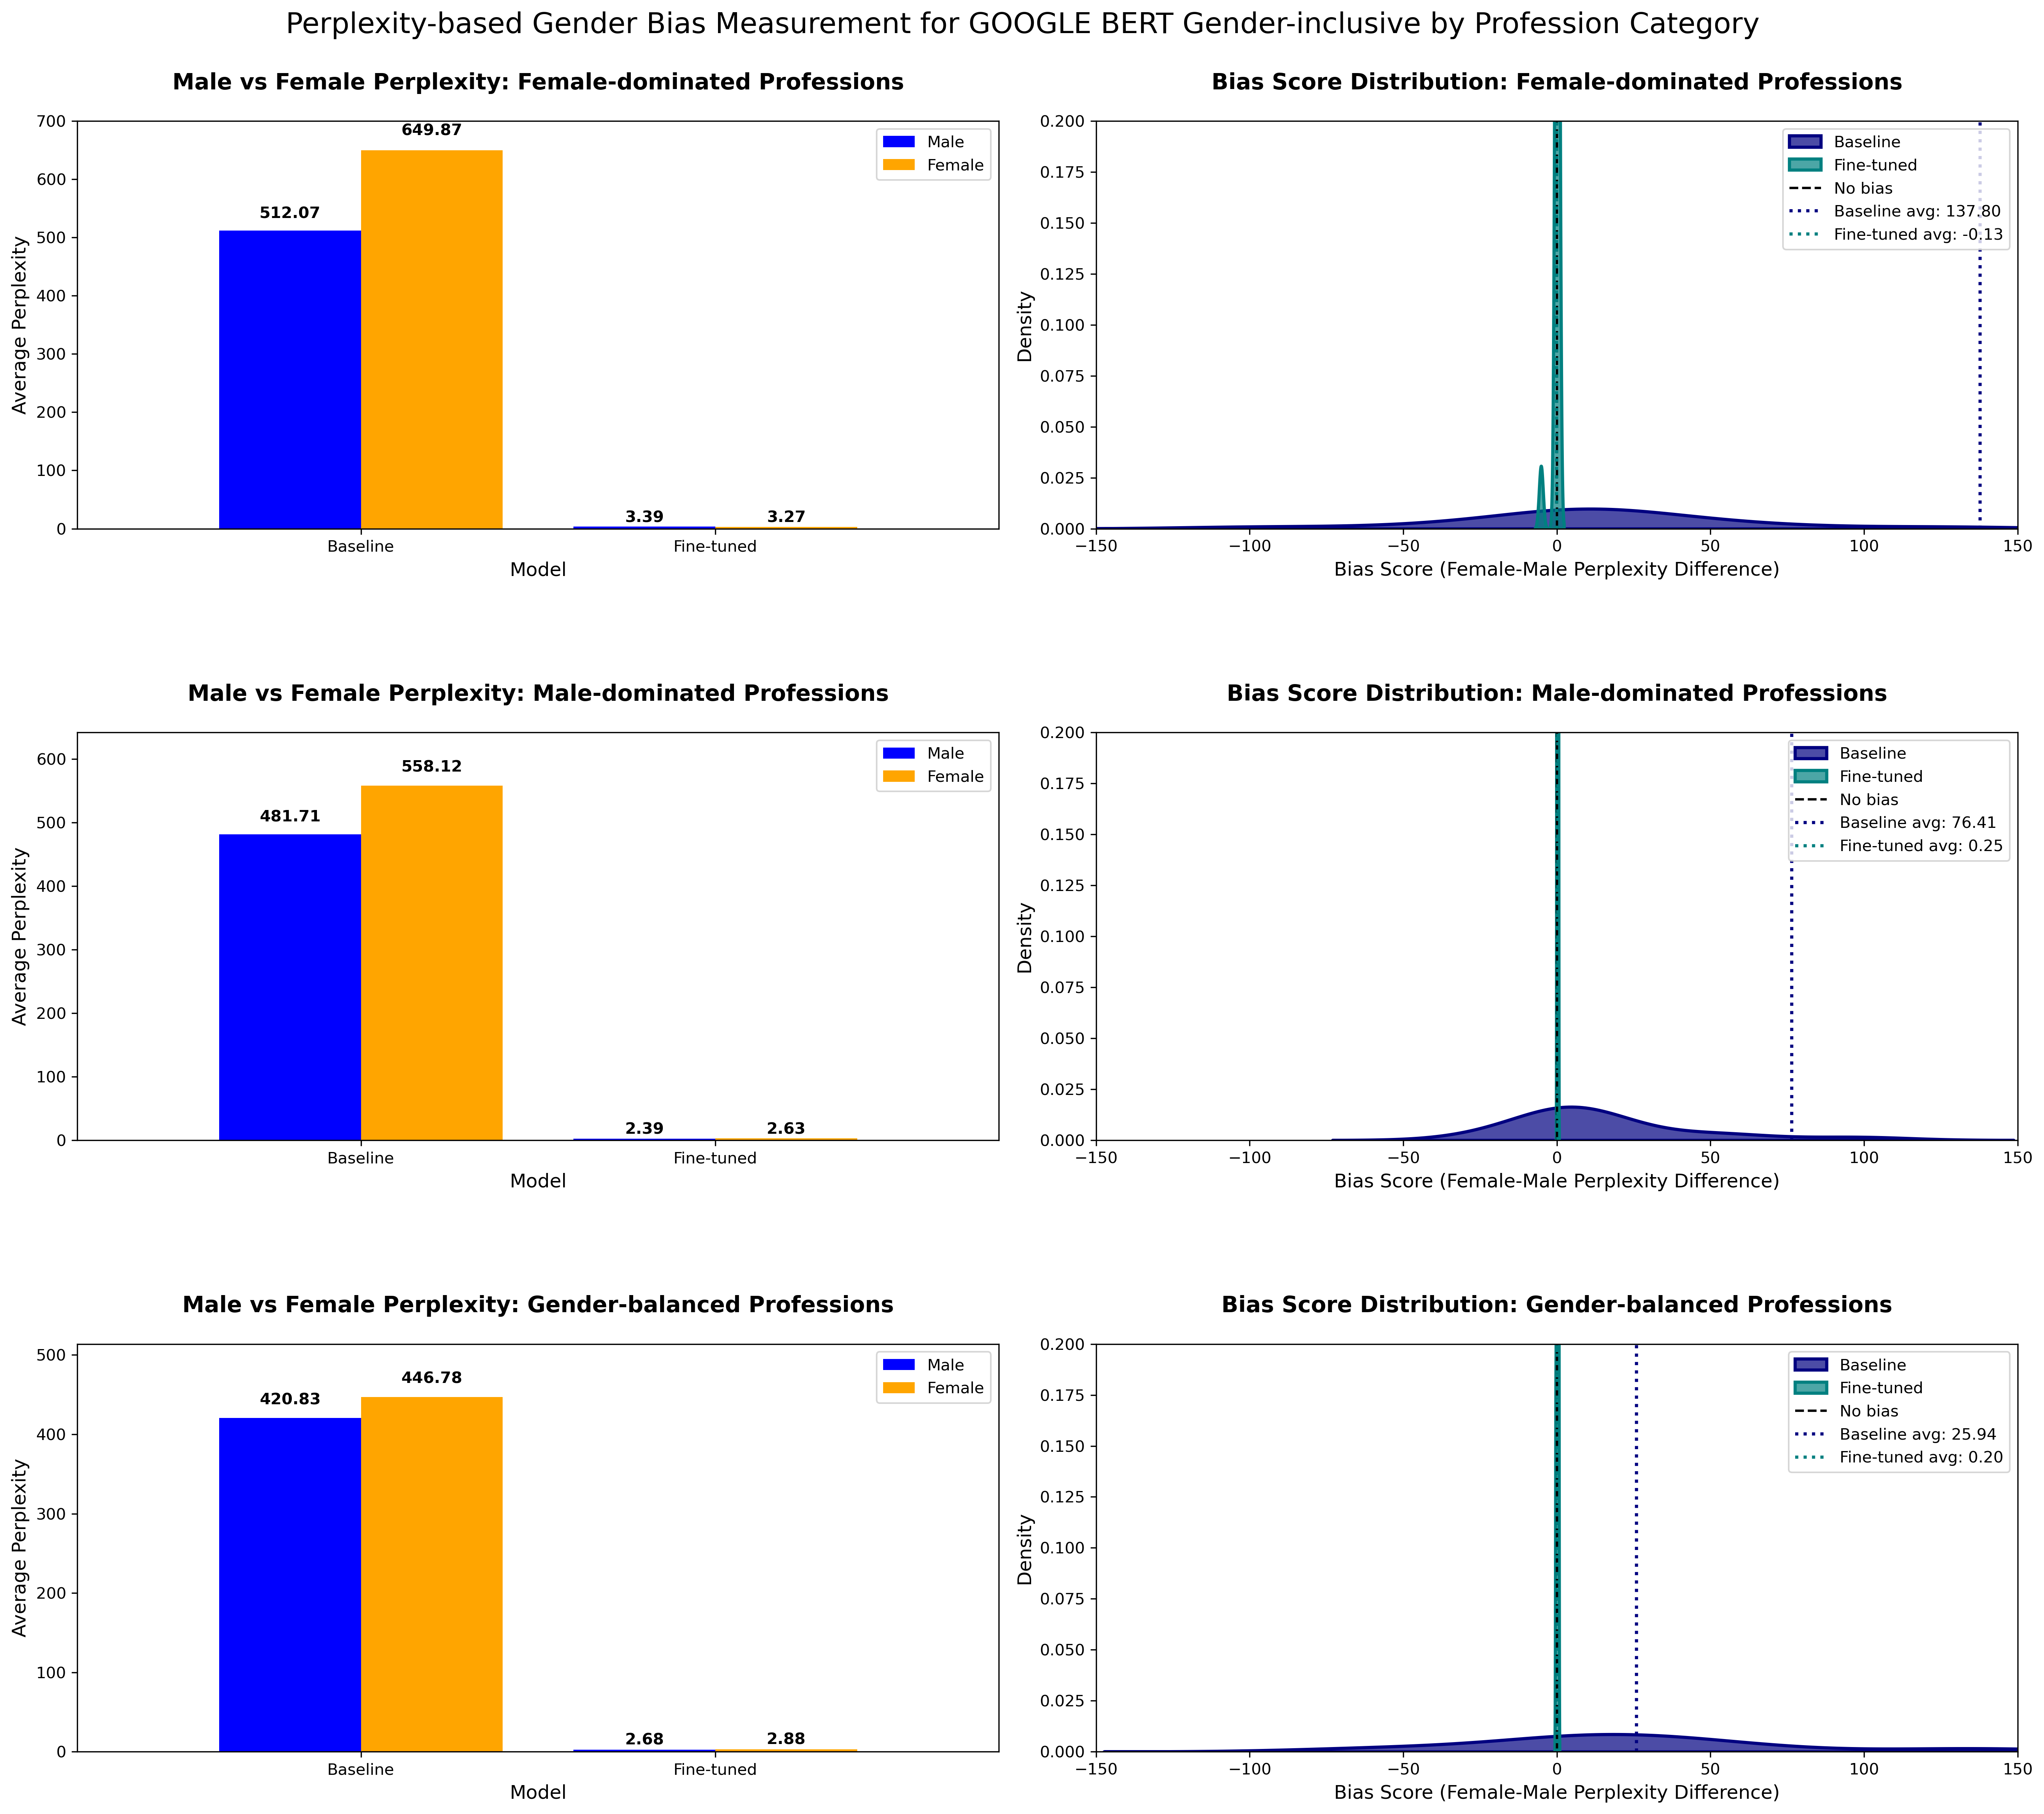 Perplexity-based Gender Bias Measurement for GOOGLE BERT Gender-inclusive by Profession Category
Male vs Female Perplexity: Female-dominated Professions
Average Perplexity
700
600
500
400
300
200
100
0
512.07
649.87
3.39
3.27
Male
Female
Baseline
Fine-tuned
Model
Bias Score Distribution: Female-dominated Professions
Density
0.200
0.175
0.150
0.125
0.100
0.075
0.050
0.025
0.000
Baseline
Fine-tuned
No bias
Baseline avg: 137.80
Fine-tuned avg: -0.13
−150
−100
−50
0
50
100
150
Bias Score (Female-Male Perplexity Difference)
Male vs Female Perplexity: Male-dominated Professions
Average Perplexity
600
500
400
300
200
100
0
481.71
558.12
2.39
2.63
Male
Female
Baseline
Fine-tuned
Model
Bias Score Distribution: Male-dominated Professions
Density
0.200
0.175
0.150
0.125
0.100
0.075
0.050
0.025
0.000
Baseline
Fine-tuned
No bias
Baseline avg: 76.41
Fine-tuned avg: 0.25
−150
−100
−50
0
50
100
150
Bias Score (Female-Male Perplexity Difference)
Male vs Female Perplexity: Gender-balanced Professions
Average Perplexity
500
400
300
200
100
0
420.83
446.78
2.68
2.88
Male
Female
Baseline
Fine-tuned
Model
Bias Score Distribution: Gender-balanced Professions
Density
0.200
0.175
0.150
0.125
0.100
0.075
0.050
0.025
0.000
Baseline
Fine-tuned
No bias
Baseline avg: 25.94
Fine-tuned avg: 0.20
−150
−100
−50
0
50
100
150
Bias Score (Female-Male Perplexity Difference)